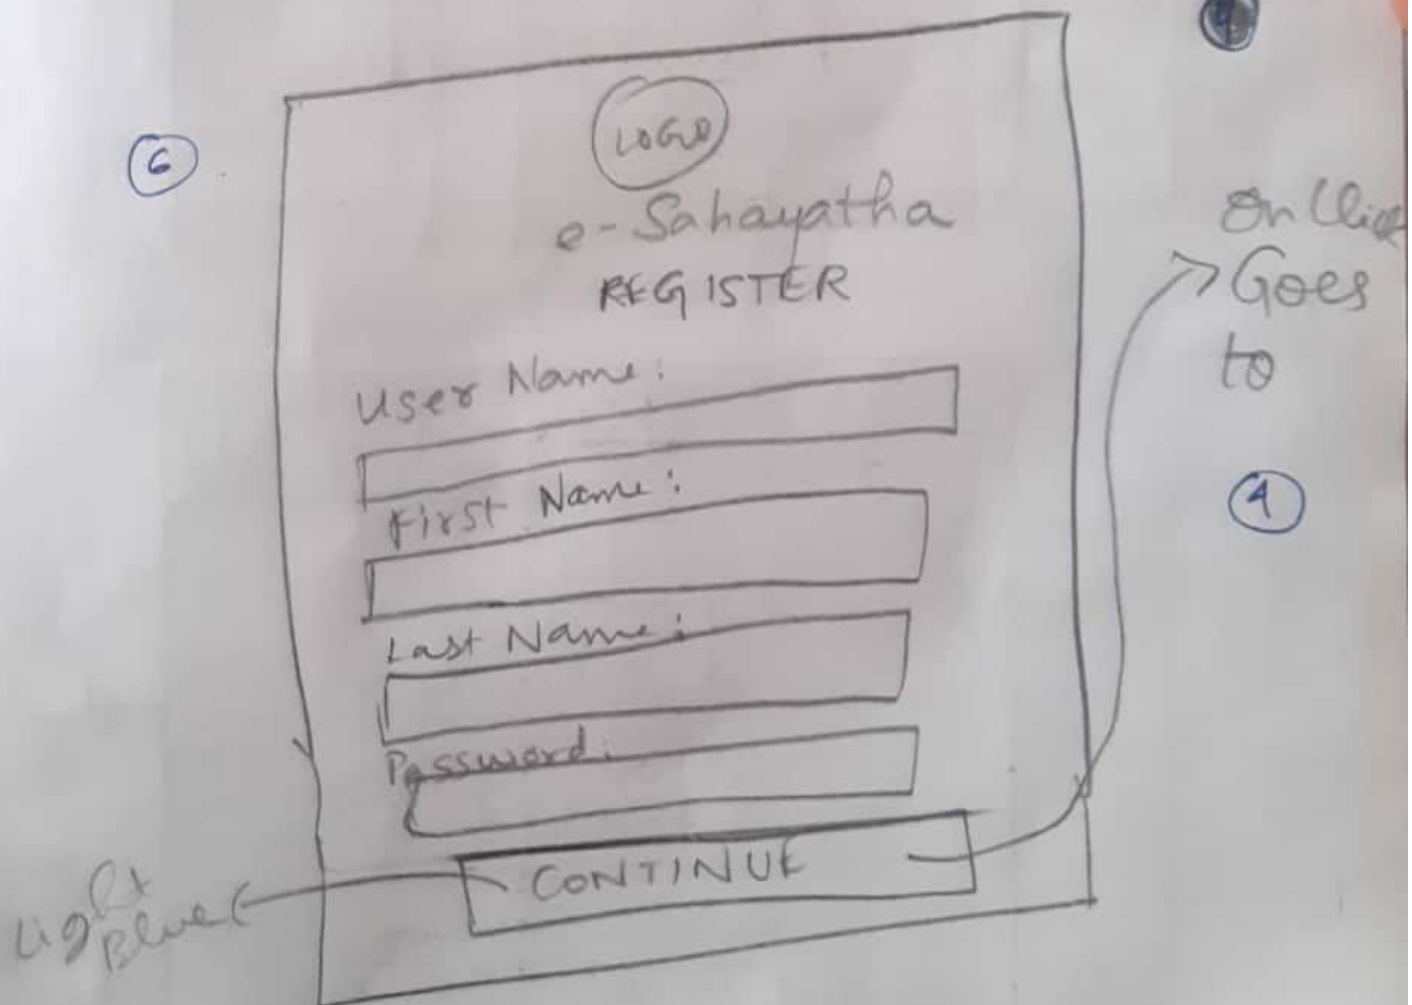 6
LOGO
e-Sahayatha
REGISTER
User Name:
First Name:
Last Name:
Password:
CONTINUE
Light
Blue
On Click
Goes
to
4